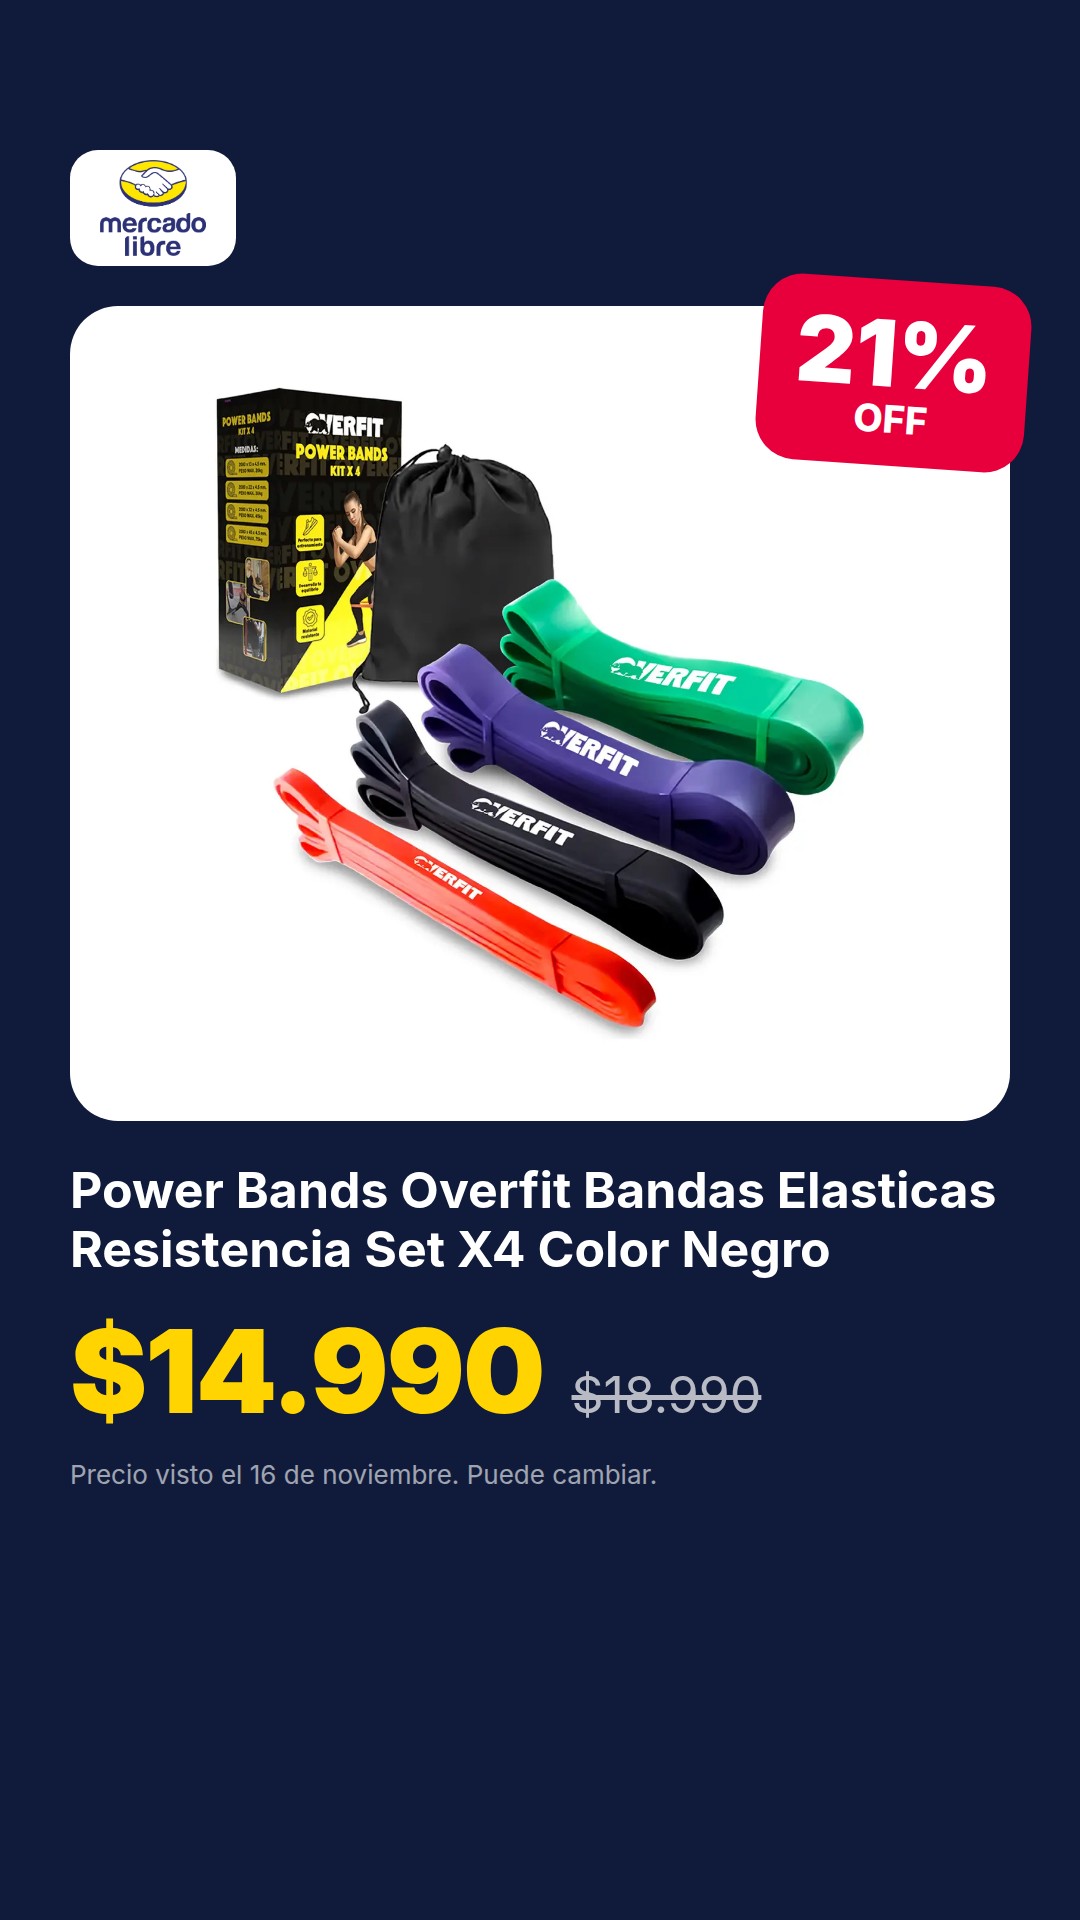 mercado
libre
21%
OFF
POWER BANDS
KIT X 4
MEDIDAS:
OVERFIT
POWER BANDS
KIT X 4
OVERFIT
OVERFIT
OVERFIT
OVERFIT
Power Bands Overfit Bandas Elasticas
Resistencia Set X4 Color Negro
$14.990 $18.990
Precio visto el 16 de noviembre. Puede cambiar.